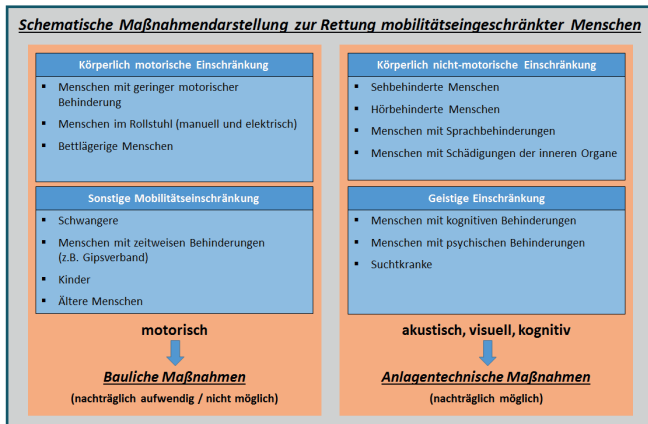 Schematische Maßnahmendarstellung zur Rettung mobilitätseingeschränkter Menschen
Körperlich motorische Einschränkung
▪ Menschen mit geringer motorischer
Behinderung
▪ Menschen im Rollstuhl (manuell und elektrisch)
▪ Bettlägerige Menschen
Sonstige Mobilitätseinschränkung
▪ Schwangere
▪ Menschen mit zeitweisen Behinderungen
(z.B. Gipsverband)
▪ Kinder
▪ Ältere Menschen
motorisch
Bauliche Maßnahmen
(nachträglich aufwendig / nicht möglich)
Körperlich nicht-motorische Einschränkung
▪ Sehbehinderte Menschen
▪ Hörbehinderte Menschen
▪ Menschen mit Sprachbehinderungen
▪ Menschen mit Schädigungen der inneren Organe
Geistige Einschränkung
▪ Menschen mit kognitiven Behinderungen
▪ Menschen mit psychischen Behinderungen
▪ Suchtkranke
akustisch, visuell, kognitiv
Anlagentechnische Maßnahmen
(nachträglich möglich)